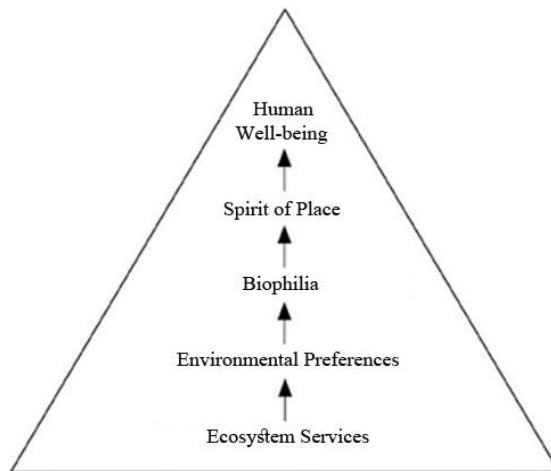 Human
Well-being
Spirit of Place
Biophilia
Environmental Preferences
Ecosystem Services